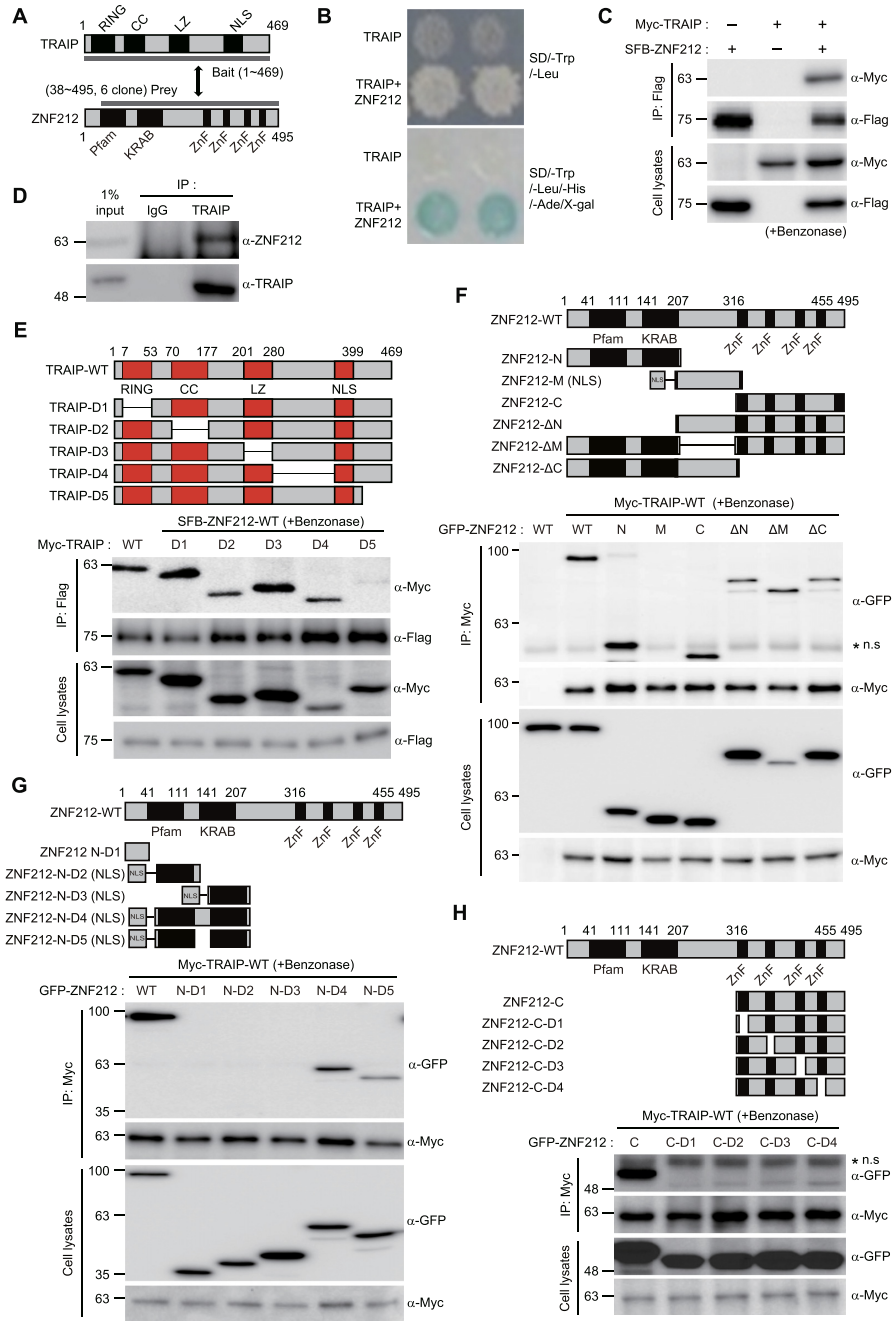 A
1 RING CC LZ NLS 469
TRAIP
Bait (1~469)
(38~495, 6 clone) Prey
ZNF212
1 Pfam KRAB ZnF ZnF ZnF ZnF 495
B
TRAIP
TRAIP+
ZNF212
SD/-Trp
/-Leu
TRAIP
TRAIP+
ZNF212
SD/-Trp
/-Leu/-His
/-Ade/X-gal
C
Myc-TRAIP : – + +
SFB-ZNF212 : + – +
IP: Flag
63 α-Myc
75 α-Flag
Cell lysates
63 α-Myc
75 α-Flag
(+Benzonase)
D
1% input
IP :
IgG TRAIP
63 α-ZNF212
48 α-TRAIP
E
1 7 53 70 177 201 280 399 469
TRAIP-WT
RING CC LZ NLS
TRAIP-D1
TRAIP-D2
TRAIP-D3
TRAIP-D4
TRAIP-D5
SFB-ZNF212-WT (+Benzonase)
Myc-TRAIP : WT D1 D2 D3 D4 D5
IP: Flag
63 α-Myc
75 α-Flag
Cell lysates
63 α-Myc
75 α-Flag
F
1 41 111 141 207 316 455 495
ZNF212-WT
Pfam KRAB ZnF ZnF ZnF ZnF
ZNF212-N
ZNF212-M (NLS) NLS
ZNF212-C
ZNF212-ΔN
ZNF212-ΔM
ZNF212-ΔC
Myc-TRAIP-WT (+Benzonase)
GFP-ZNF212 : WT WT N M C ΔN ΔM ΔC
IP: Myc
100
α-GFP
63
* n.s
63 α-Myc
Cell lysates
100
α-GFP
63
63 α-Myc
G
1 41 111 141 207 316 455 495
ZNF212-WT
Pfam KRAB ZnF ZnF ZnF ZnF
ZNF212 N-D1
ZNF212-N-D2 (NLS) NLS
ZNF212-N-D3 (NLS) NLS
ZNF212-N-D4 (NLS) NLS
ZNF212-N-D5 (NLS) NLS
Myc-TRAIP-WT (+Benzonase)
GFP-ZNF212 : WT N-D1 N-D2 N-D3 N-D4 N-D5
IP: Myc
100
63 α-GFP
35
63 α-Myc
Cell lysates
100
63 α-GFP
35
63 α-Myc
H
1 41 111 141 207 316 455 495
ZNF212-WT
Pfam KRAB ZnF ZnF ZnF ZnF
ZNF212-C
ZNF212-C-D1
ZNF212-C-D2
ZNF212-C-D3
ZNF212-C-D4
Myc-TRAIP-WT (+Benzonase)
GFP-ZNF212 : C C-D1 C-D2 C-D3 C-D4
IP: Myc
* n.s
α-GFP
48
63 α-Myc
Cell lysates
α-GFP
48
63 α-Myc